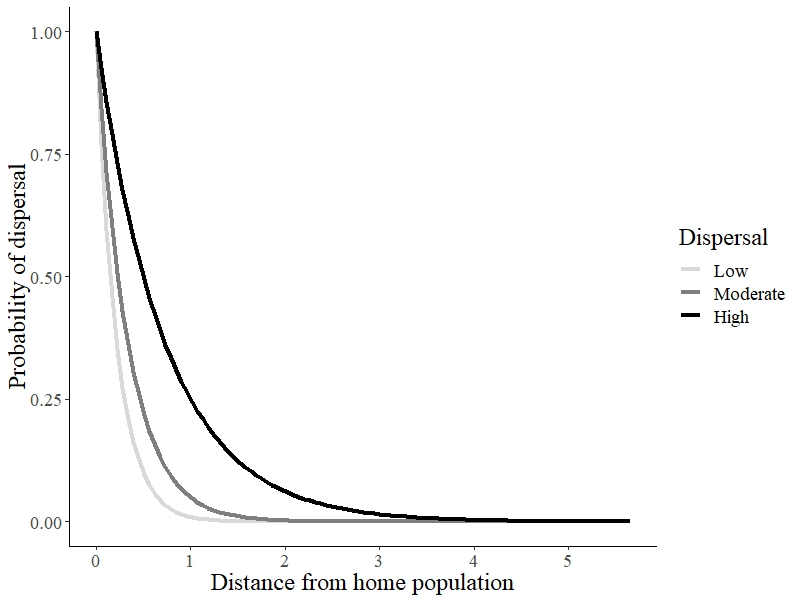 1.00
0.75
0.50
0.25
0.00
Probability of dispersal
0 1 2 3 4 5
Distance from home population
Dispersal
Low
Moderate
High